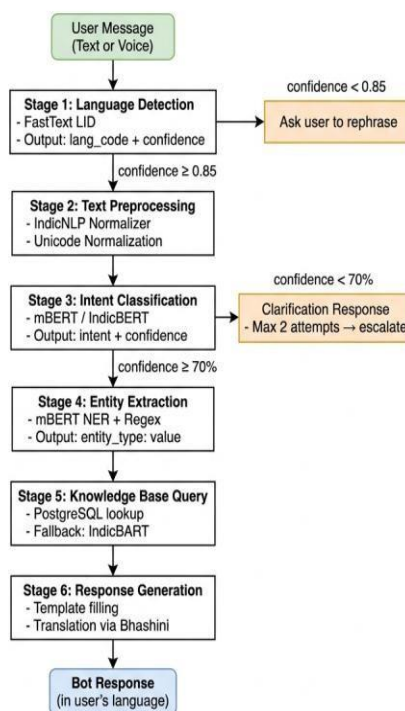 User Message
(Text or Voice)
confidence < 0.85
Stage 1: Language Detection
- FastText LID
- Output: lang_code + confidence
Ask user to rephrase
confidence ≥ 0.85
Stage 2: Text Preprocessing
- IndicNLP Normalizer
- Unicode Normalization
confidence < 70%
Stage 3: Intent Classification
- mBERT / IndicBERT
- Output: intent + confidence
Clarification Response
- Max 2 attempts → escalate
confidence ≥ 70%
Stage 4: Entity Extraction
- mBERT NER + Regex
- Output: entity_type: value
Stage 5: Knowledge Base Query
- PostgreSQL lookup
- Fallback: IndicBART
Stage 6: Response Generation
- Template filling
- Translation via Bhashini
Bot Response
(in user's language)